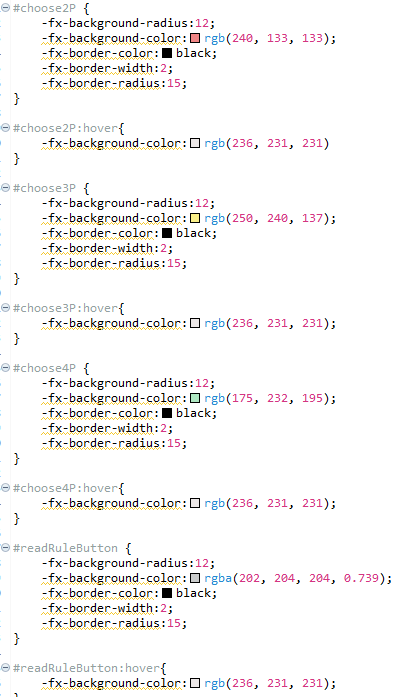 #choose2P {
-fx-background-radius:12;
-fx-background-color: rgb(240, 133, 133);
-fx-border-color: black;
-fx-border-width:2;
-fx-border-radius:15;
}
#choose2P:hover{
-fx-background-color: rgb(236, 231, 231)
}
#choose3P {
-fx-background-radius:12;
-fx-background-color: rgb(250, 240, 137);
-fx-border-color: black;
-fx-border-width:2;
-fx-border-radius:15;
}
#choose3P:hover{
-fx-background-color: rgb(236, 231, 231);
}
#choose4P {
-fx-background-radius:12;
-fx-background-color: rgb(175, 232, 195);
-fx-border-color: black;
-fx-border-width:2;
-fx-border-radius:15;
}
#choose4P:hover{
-fx-background-color: rgb(236, 231, 231);
}
#readRuleButton {
-fx-background-radius:12;
-fx-background-color: rgba(202, 204, 204, 0.739);
-fx-border-color: black;
-fx-border-width:2;
-fx-border-radius:15;
}
#readRuleButton:hover{
-fx-background-color: rgb(236, 231, 231);